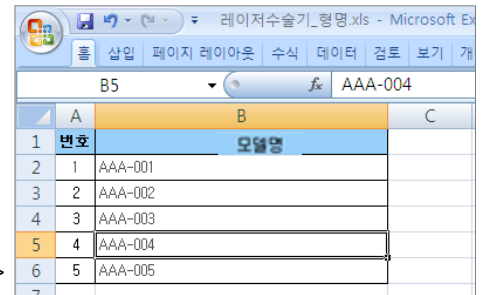 레이저수술기_형명.xls - Microsoft Ex
홈 삽입 페이지 레이아웃 수식 데이터 검토 보기 개
B5 fx AAA-004
A B C
1 번호 모델명
2 1 AAA-001
3 2 AAA-002
4 3 AAA-003
5 4 AAA-004
6 5 AAA-005
7